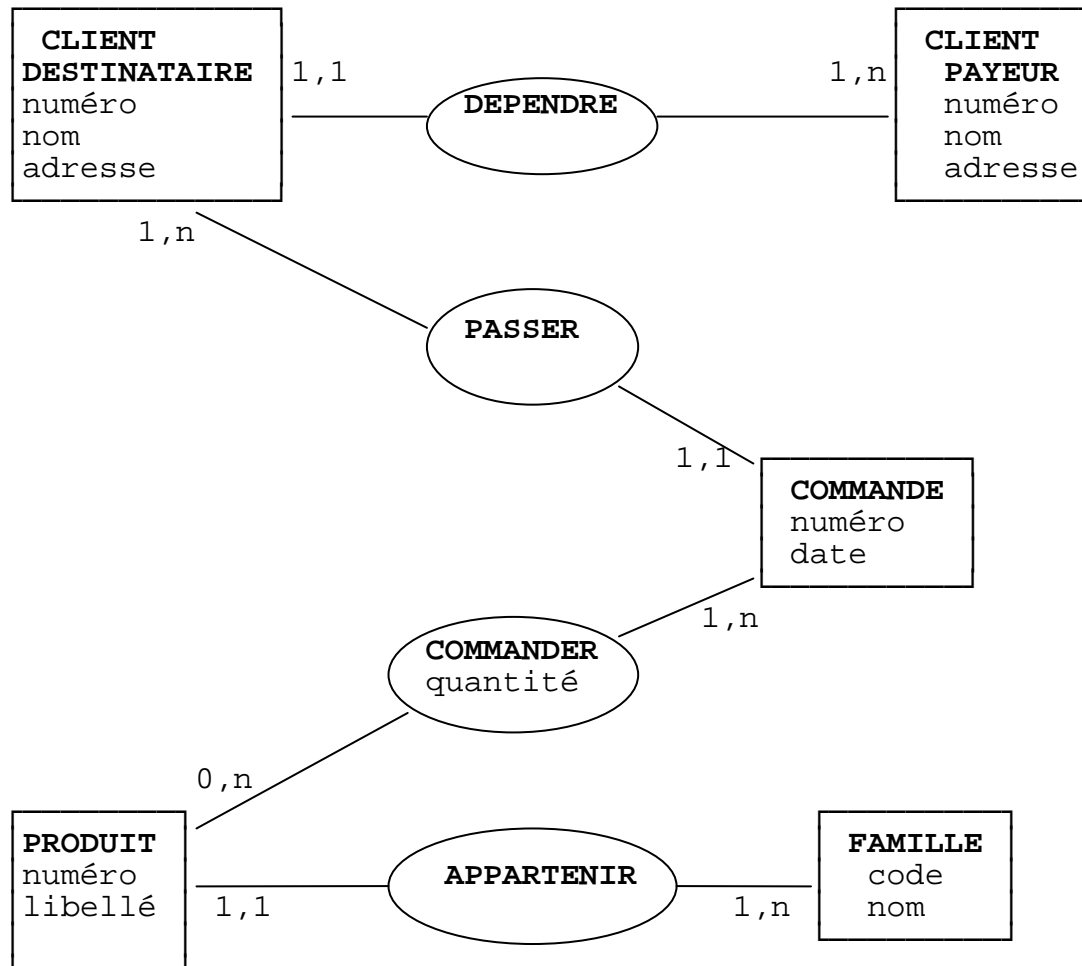 CLIENT
DESTINATAIRE
numéro
nom
adresse
1,1
DEPENDRE
1,n
CLIENT
PAYEUR
numéro
nom
adresse
1,n
PASSER
1,1
COMMANDE
numéro
date
1,n
COMMANDER
quantité
0,n
PRODUIT
numéro
libellé
1,1
APPARTENIR
1,n
FAMILLE
code
nom